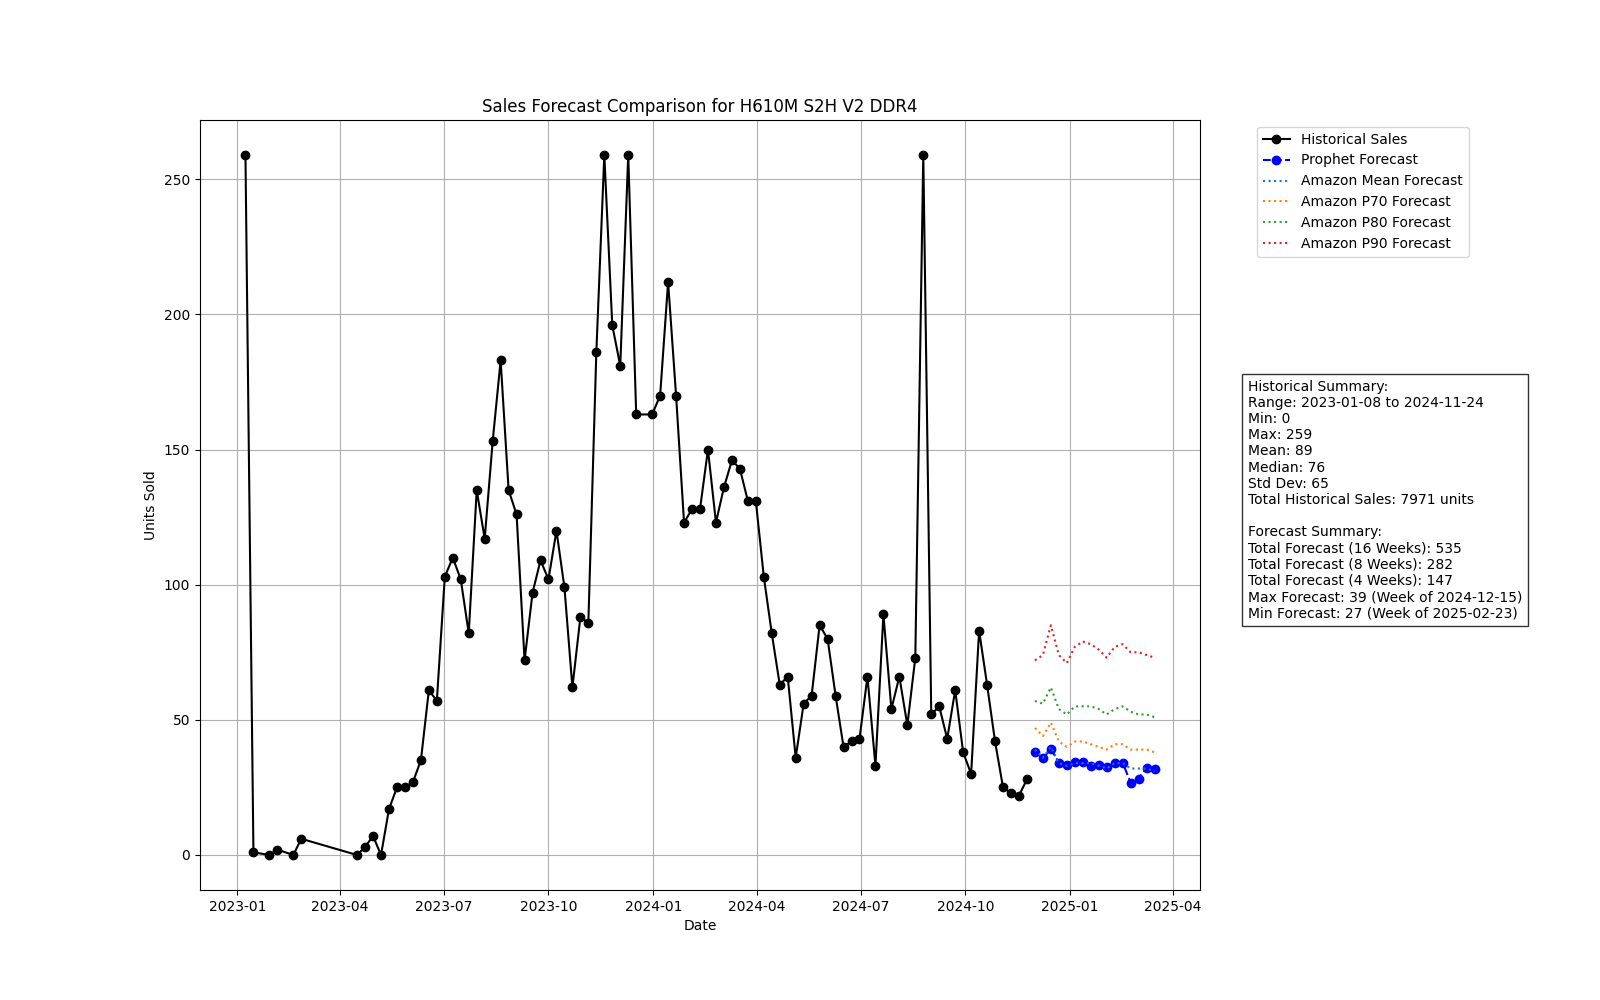 Sales Forecast Comparison for H610M S2H V2 DDR4
Units Sold
250
200
150
100
50
0
2023-01
2023-04
2023-07
2023-10
2024-01
2024-04
2024-07
2024-10
2025-01
2025-04
Date
Historical Sales
Prophet Forecast
Amazon Mean Forecast
Amazon P70 Forecast
Amazon P80 Forecast
Amazon P90 Forecast
Historical Summary:
Range: 2023-01-08 to 2024-11-24
Min: 0
Max: 259
Mean: 89
Median: 76
Std Dev: 65
Total Historical Sales: 7971 units
Forecast Summary:
Total Forecast (16 Weeks): 535
Total Forecast (8 Weeks): 282
Total Forecast (4 Weeks): 147
Max Forecast: 39 (Week of 2024-12-15)
Min Forecast: 27 (Week of 2025-02-23)